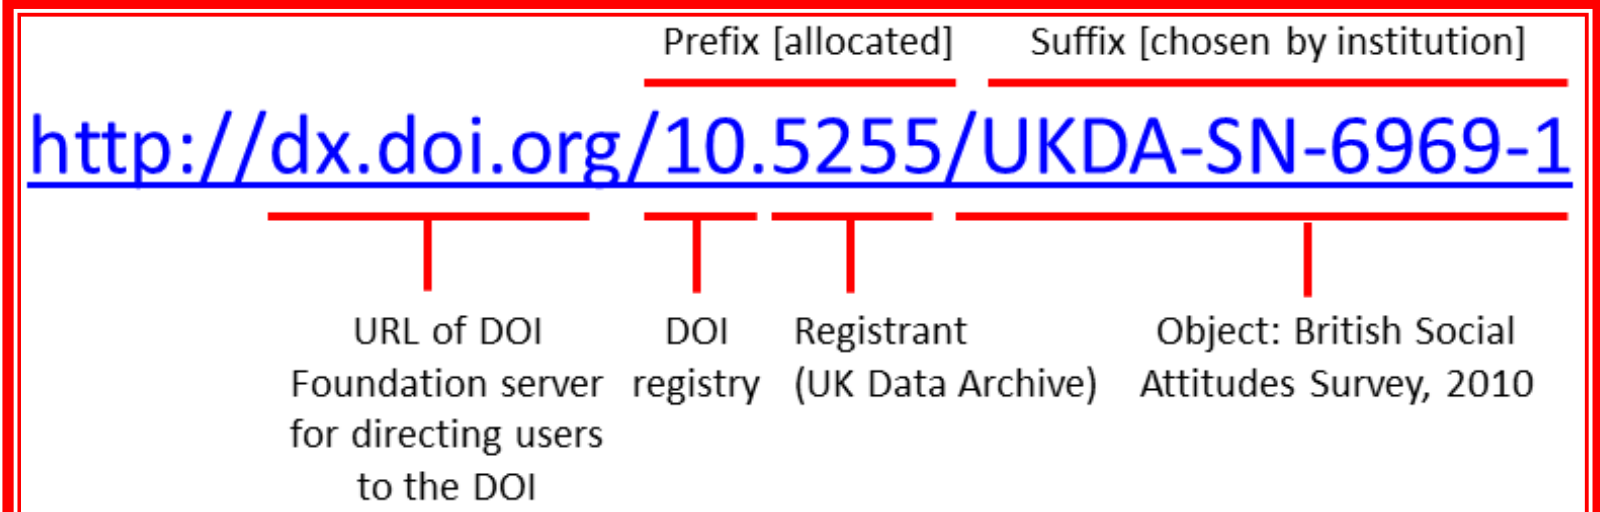 Prefix [allocated] Suffix [chosen by institution]
http://dx.doi.org/10.5255/UKDA-SN-6969-1
URL of DOI
Foundation server
for directing users
to the DOI
DOI
registry
Registrant
(UK Data Archive)
Object: British Social
Attitudes Survey, 2010